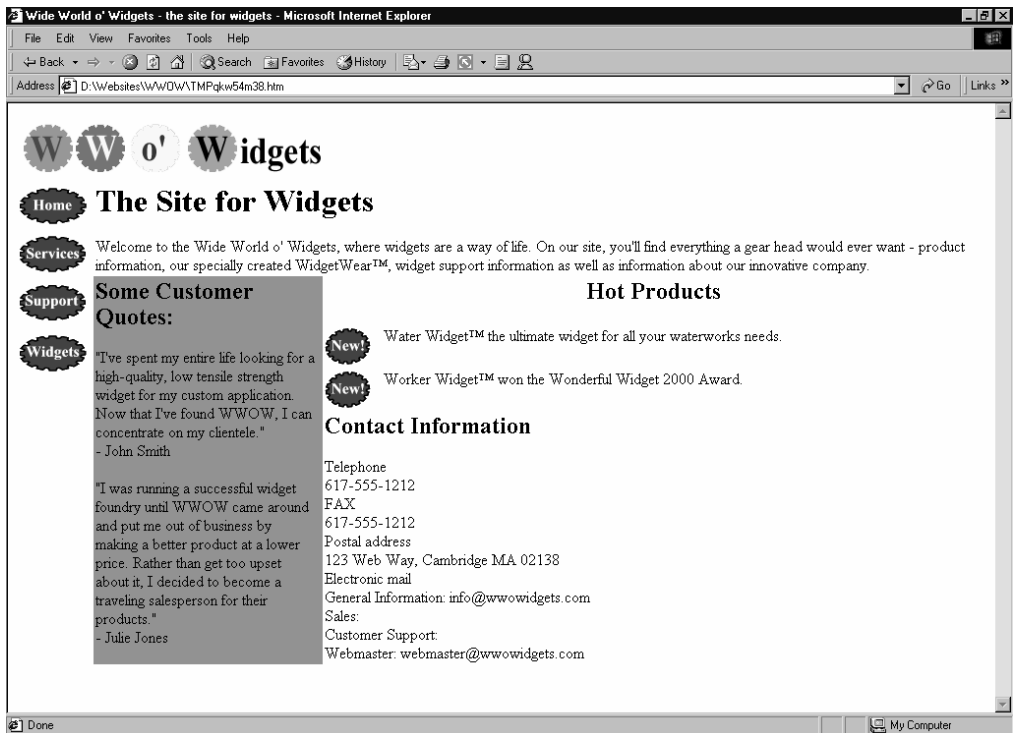 Wide World o' Widgets - the site for widgets - Microsoft Internet Explorer
File Edit View Favorites Tools Help
Back Search Favorites History
Address D:\Websites\WWOW\TMPqkw54m38.htm Go Links »
W W o' Widgets
Home
Services
Support
Widgets
The Site for Widgets
Welcome to the Wide World o' Widgets, where widgets are a way of life. On our site, you'll find everything a gear head would ever want - product
information, our specially created WidgetWear™, widget support information as well as information about our innovative company.
Some Customer
Quotes:
"I've spent my entire life looking for a
high-quality, low tensile strength
widget for my custom application.
Now that I've found WWOW, I can
concentrate on my clientele."
- John Smith
"I was running a successful widget
foundry until WWOW came around
and put me out of business by
making a better product at a lower
price. Rather than get too upset
about it, I decided to become a
traveling salesperson for their
products."
- Julie Jones
Hot Products
New! Water Widget™ the ultimate widget for all your waterworks needs.
New! Worker Widget™ won the Wonderful Widget 2000 Award.
Contact Information
Telephone
617-555-1212
FAX
617-555-1212
Postal address
123 Web Way, Cambridge MA 02138
Electronic mail
General Information: info@wwowidgets.com
Sales:
Customer Support:
Webmaster: webmaster@wwowidgets.com
Done My Computer